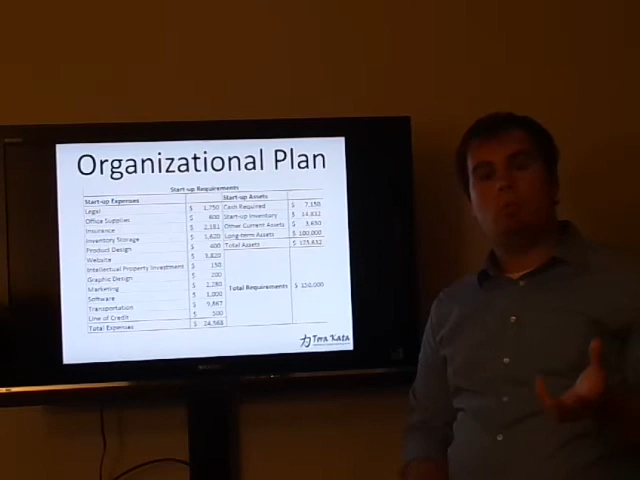 Organizational Plan
Start-up Requirements
Start-up Expenses Start-up Assets
Legal $ 1,750 Cash Required $ 7,150
Office Supplies $ 600 Start-up Inventory $ 14,832
Insurance $ 2,181 Other Current Assets $ 3,650
Inventory Storage $ 1,620 Long-term Assets $ 100,000
Product Design $ 400 Total Assets $
Website $ 3,820
Intellectual Property Investment $ 150
Graphic Design $ 200
Marketing $ 2,280 Total Requirements $ 150,000
Software $ 1,000
Transportation $ 9,867
Line of Credit $ 500
Total Expenses $ 24,368
Tera Kata